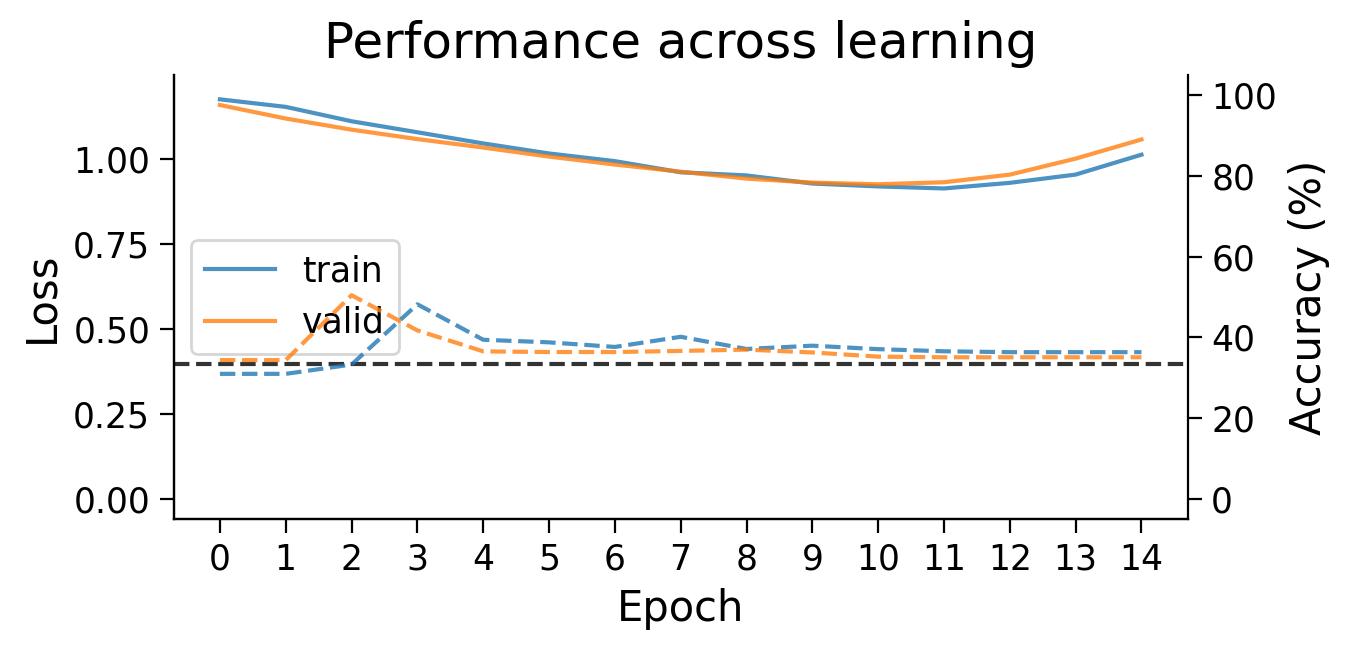 Performance across learning
Loss
1.00
0.75
0.50
0.25
0.00
train
valid
100
80
60
40
20
0
Accuracy (%)
0 1 2 3 4 5 6 7 8 9 10 11 12 13 14
Epoch